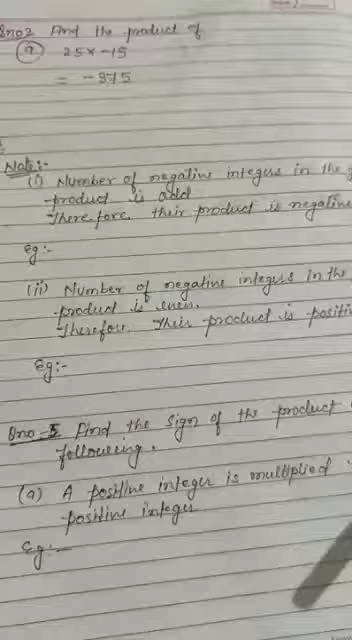 Qno2 Find the product of
(a) 25x-15
= -375
Note:-
(i) Number of negative integers in the
product is odd
Therefore their product is negative
Eg:-
(ii) Number of negative integers In the
product is even.
Therefore. Their product is positiv
Eg:-
Qno-3. Find the sign of the product
following.
(a) A positive integer is multiplied
positive integer
Eg:-